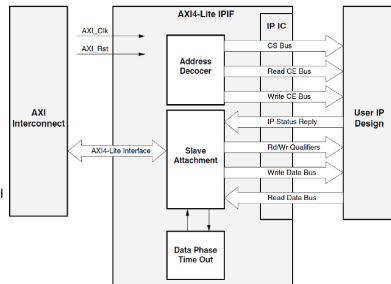 AXI4-Lite IPIF
IP IC
AXI_Clk
AXI_Rst
AXI
Interconnect
Address
Decocer
CS Bus
Read CE Bus
Write CE Bus
User IP
Design
IP Status Reply
AXI4-Lite Interface
Slave
Attachment
Rd/Wr Qualifiers
Write Data Bus
Read Data Bus
Data Phase
Time Out